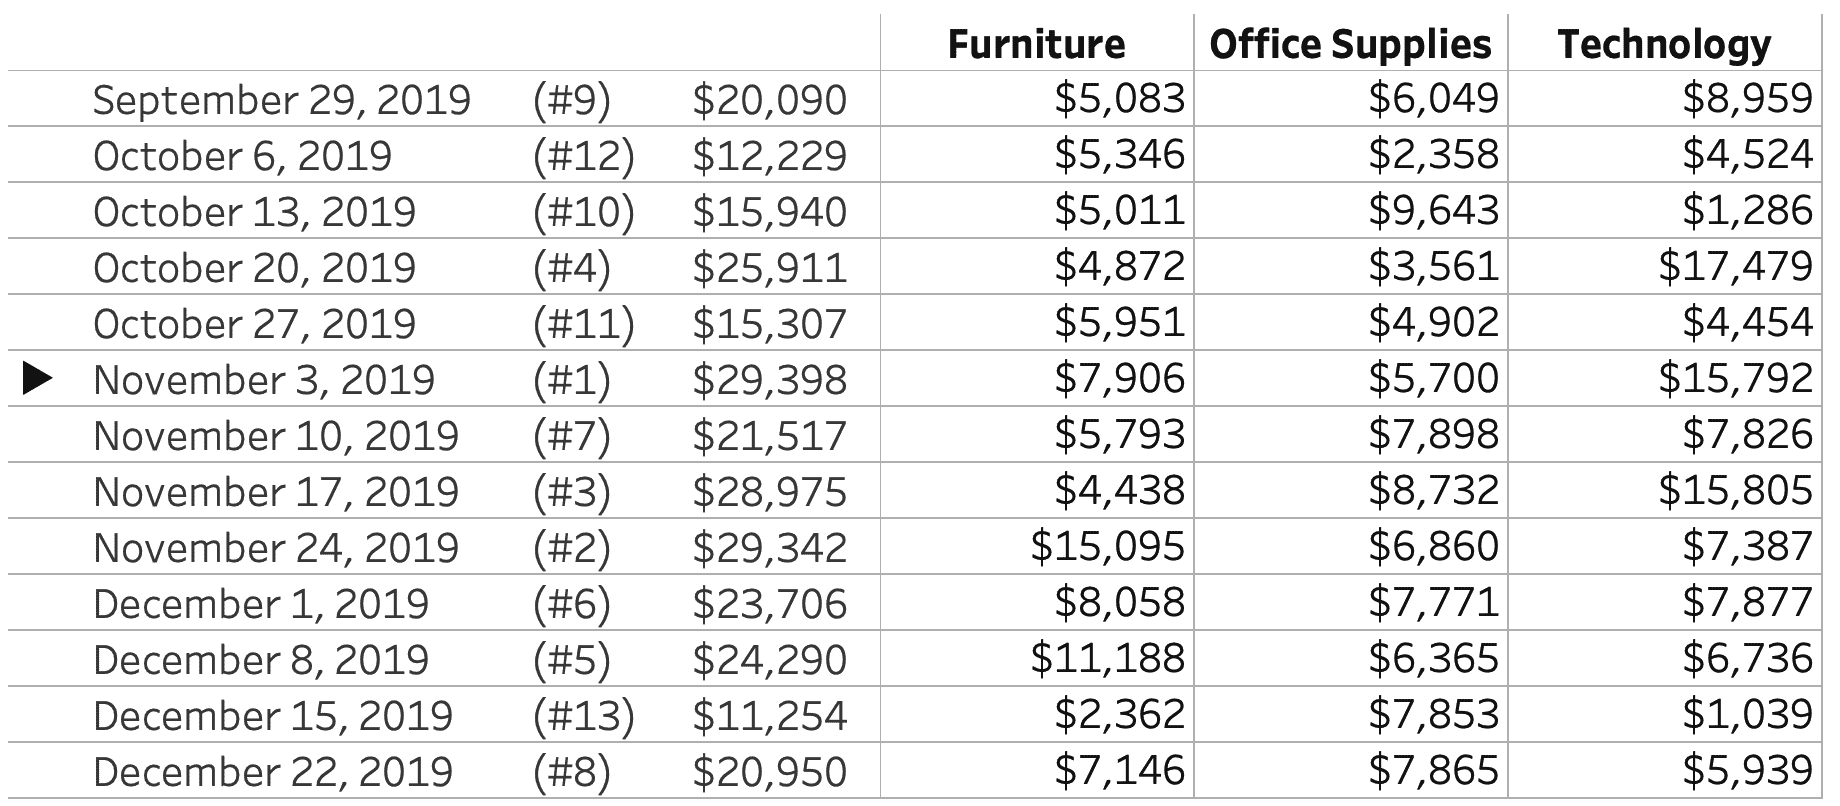 Furniture Office Supplies Technology
September 29, 2019 (#9) $20,090 $5,083 $6,049 $8,959
October 6, 2019 (#12) $12,229 $5,346 $2,358 $4,524
October 13, 2019 (#10) $15,940 $5,011 $9,643 $1,286
October 20, 2019 (#4) $25,911 $4,872 $3,561 $17,479
October 27, 2019 (#11) $15,307 $5,951 $4,902 $4,454
▶ November 3, 2019 (#1) $29,398 $7,906 $5,700 $15,792
November 10, 2019 (#7) $21,517 $5,793 $7,898 $7,826
November 17, 2019 (#3) $28,975 $4,438 $8,732 $15,805
November 24, 2019 (#2) $29,342 $15,095 $6,860 $7,387
December 1, 2019 (#6) $23,706 $8,058 $7,771 $7,877
December 8, 2019 (#5) $24,290 $11,188 $6,365 $6,736
December 15, 2019 (#13) $11,254 $2,362 $7,853 $1,039
December 22, 2019 (#8) $20,950 $7,146 $7,865 $5,939